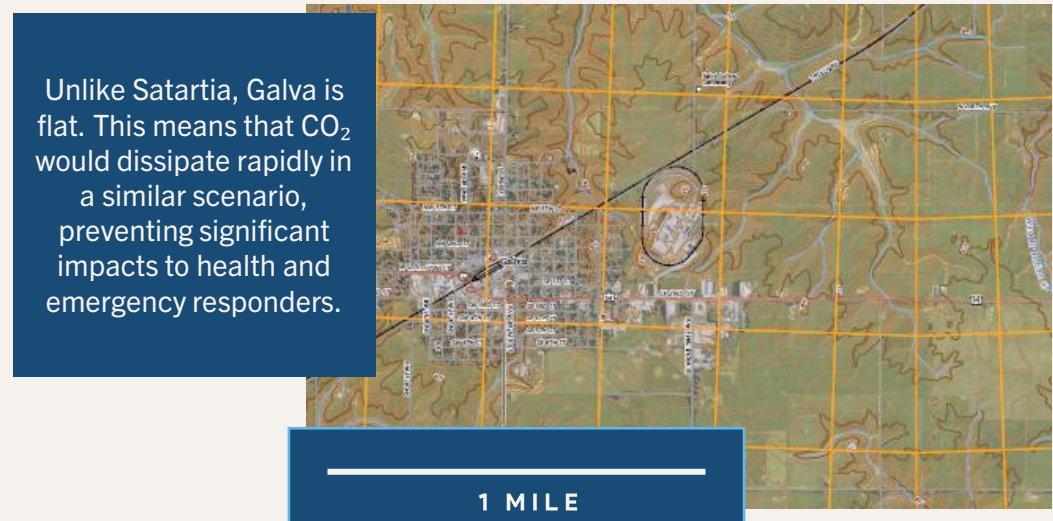 Unlike Satartia, Galva is
flat. This means that CO₂
would dissipate rapidly in
a similar scenario,
preventing significant
impacts to health and
emergency responders.
Galva
1 MILE